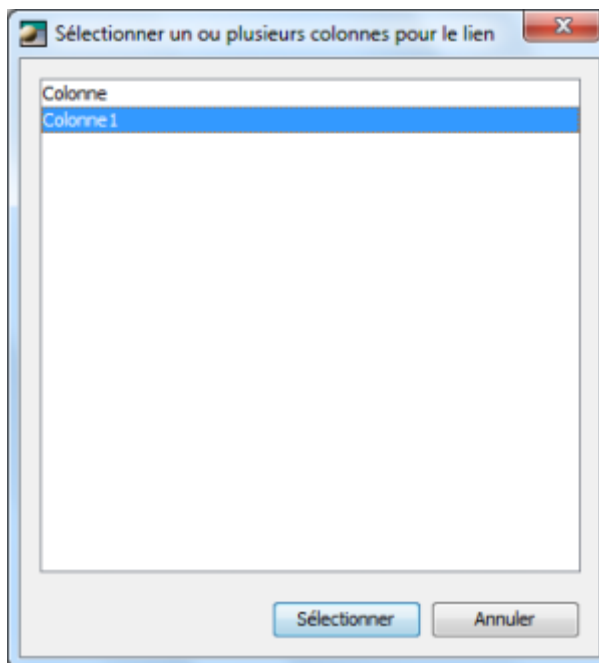 Sélectionner un ou plusieurs colonnes pour le lien
Colonne
Colonne1
Sélectionner
Annuler